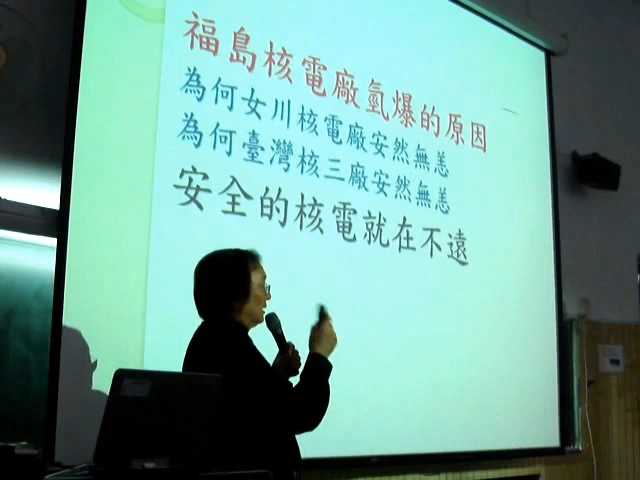 福島核電廠氫爆的原因
為何女川核電廠安然無恙
為何臺灣核三廠安然無恙
安全的核電就在不遠